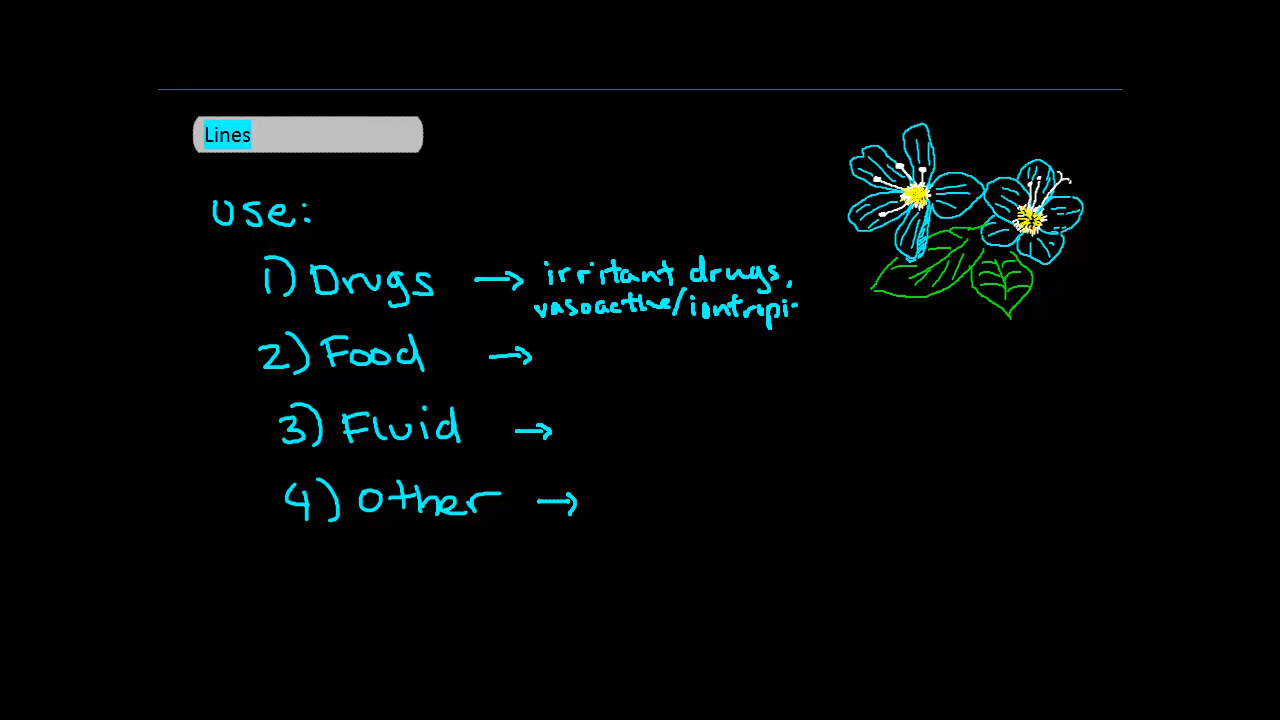 Lines
Use:
1) Drugs → irritant drugs,
vasoactive/iontropi
2) Food →
3) Fluid →
4) Other →